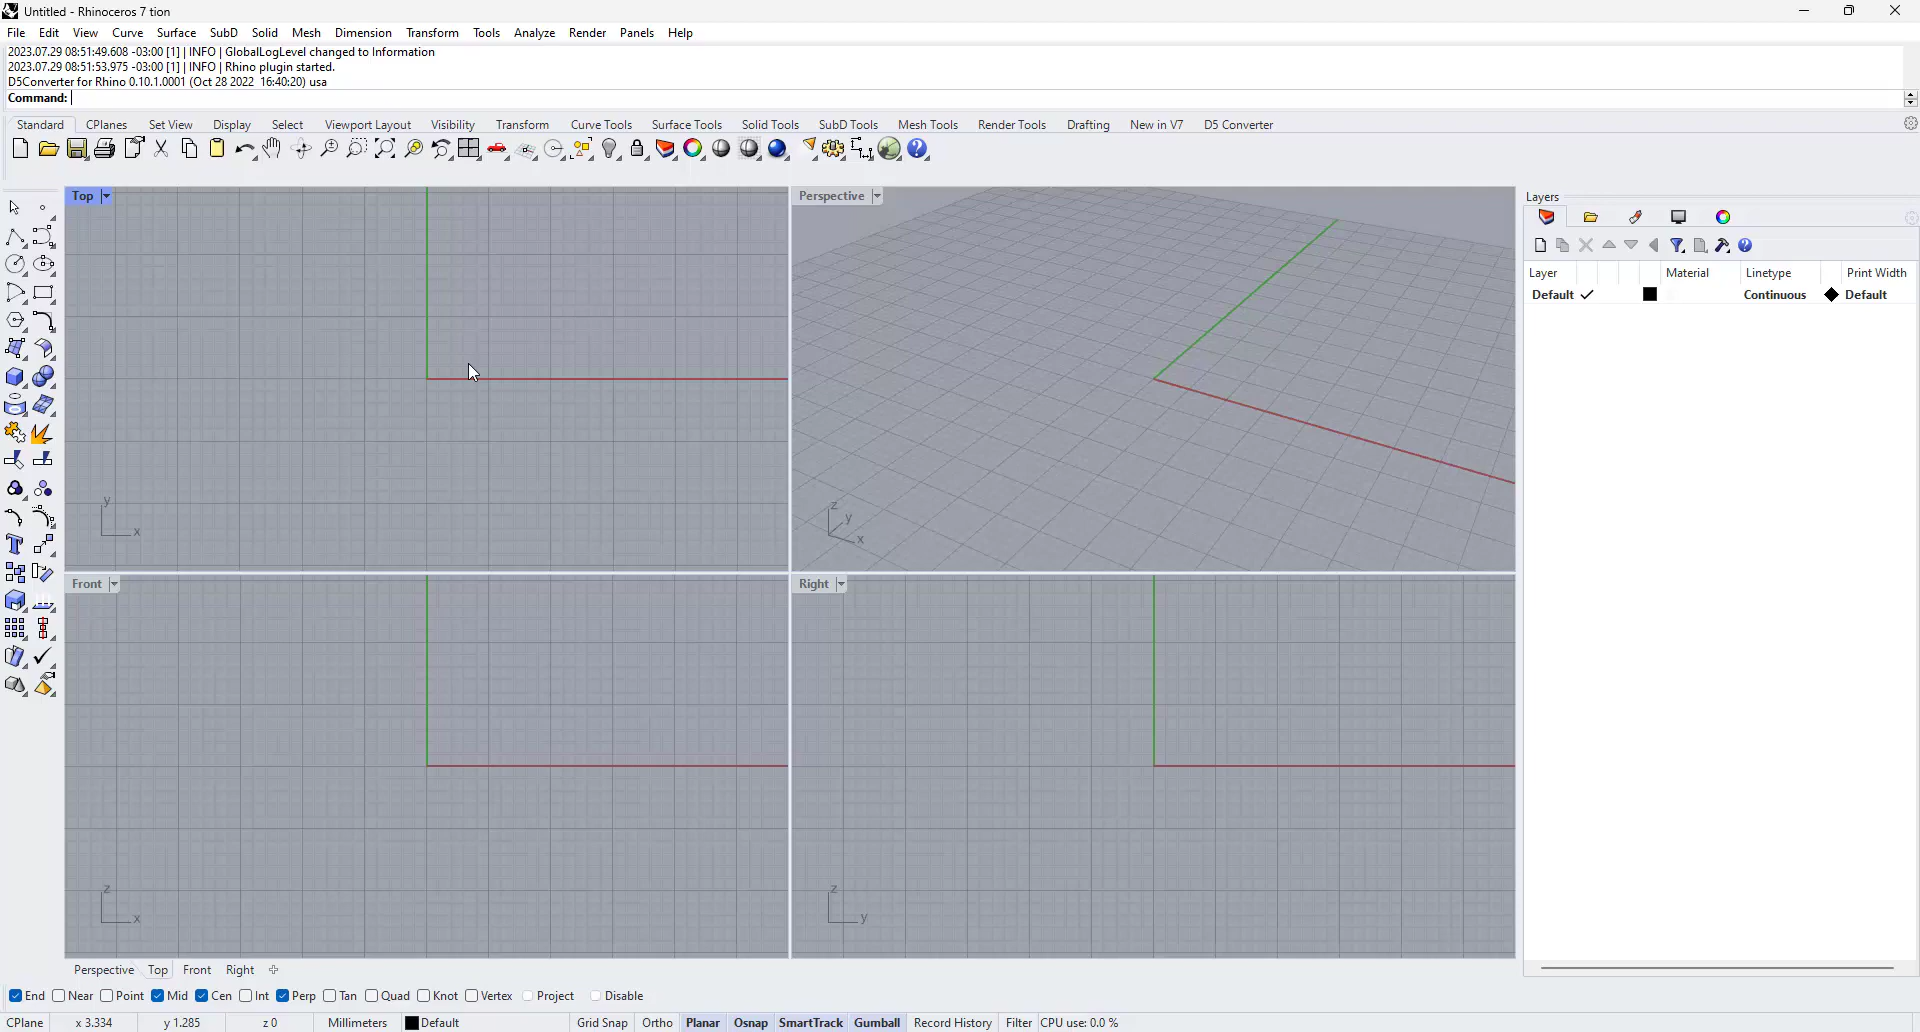 Untitled - Rhinoceros 7 tion
File Edit View Curve Surface SubD Solid Mesh Dimension Transform Tools Analyze Render Panels Help
2023.07.29 08:51:49.608 -03:00 [1] | INFO | GlobalLogLevel changed to Information
2023.07.29 08:51:53.975 -03:00 [1] | INFO | Rhino plugin started.
D5Converter for Rhino 0.10.1.0001 (Oct 28 2022 16:40:20) usa
Command:
Standard CPlanes Set View Display Select Viewport Layout Visibility Transform Curve Tools Surface Tools Solid Tools SubD Tools Mesh Tools Render Tools Drafting New in V7 D5 Converter
Top
Perspective
Layers
Layer Material Linetype Print Width
Default Continuous Default
y
x
z
y
x
Front
Right
z
x
z
y
Perspective Top Front Right
End Near Point Mid Cen Int Perp Tan Quad Knot Vertex Project Disable
CPlane x 3.334 y 1.285 z 0 Millimeters Default Grid Snap Ortho Planar Osnap SmartTrack Gumball Record History Filter CPU use: 0.0 %